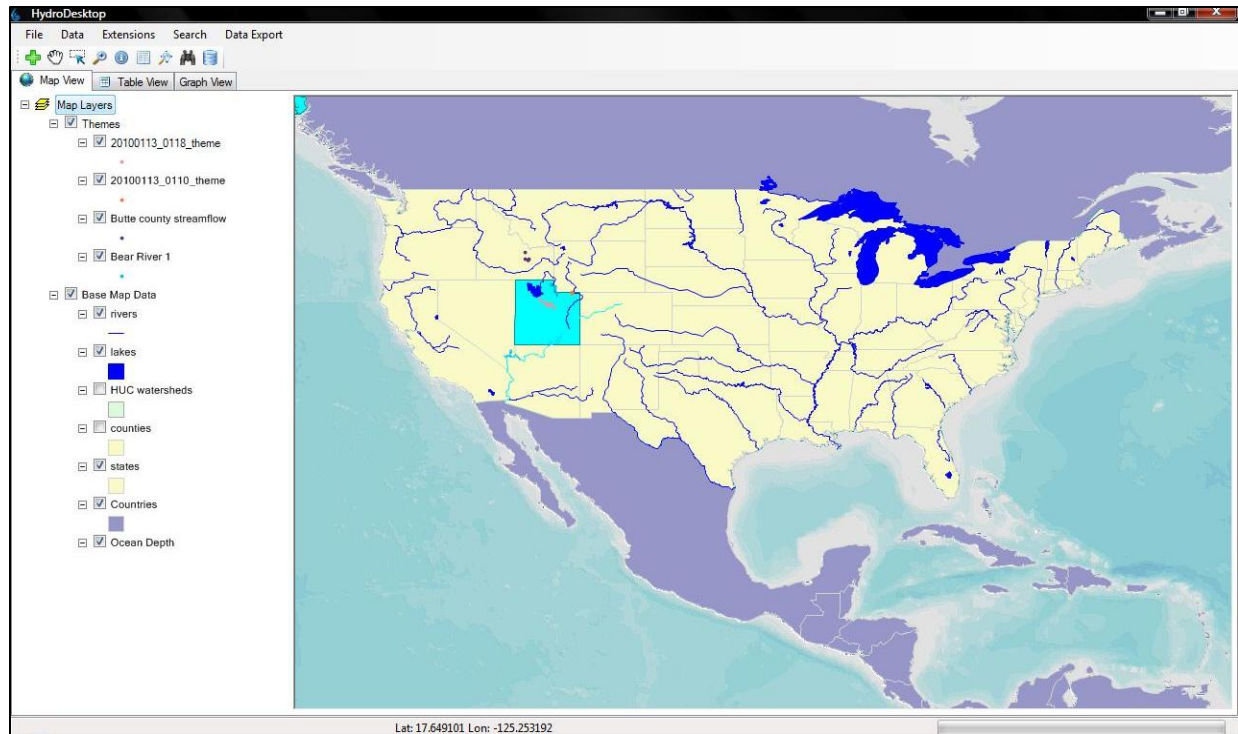 HydroDesktop
File Data Extensions Search Data Export
Map View Table View Graph View
Map Layers
Themes
20100113_0118_theme
20100113_0110_theme
Butte county streamflow
Bear River 1
Base Map Data
rivers
lakes
HUC watersheds
counties
states
Countries
Ocean Depth
Lat: 17.649101 Lon: -125.253192